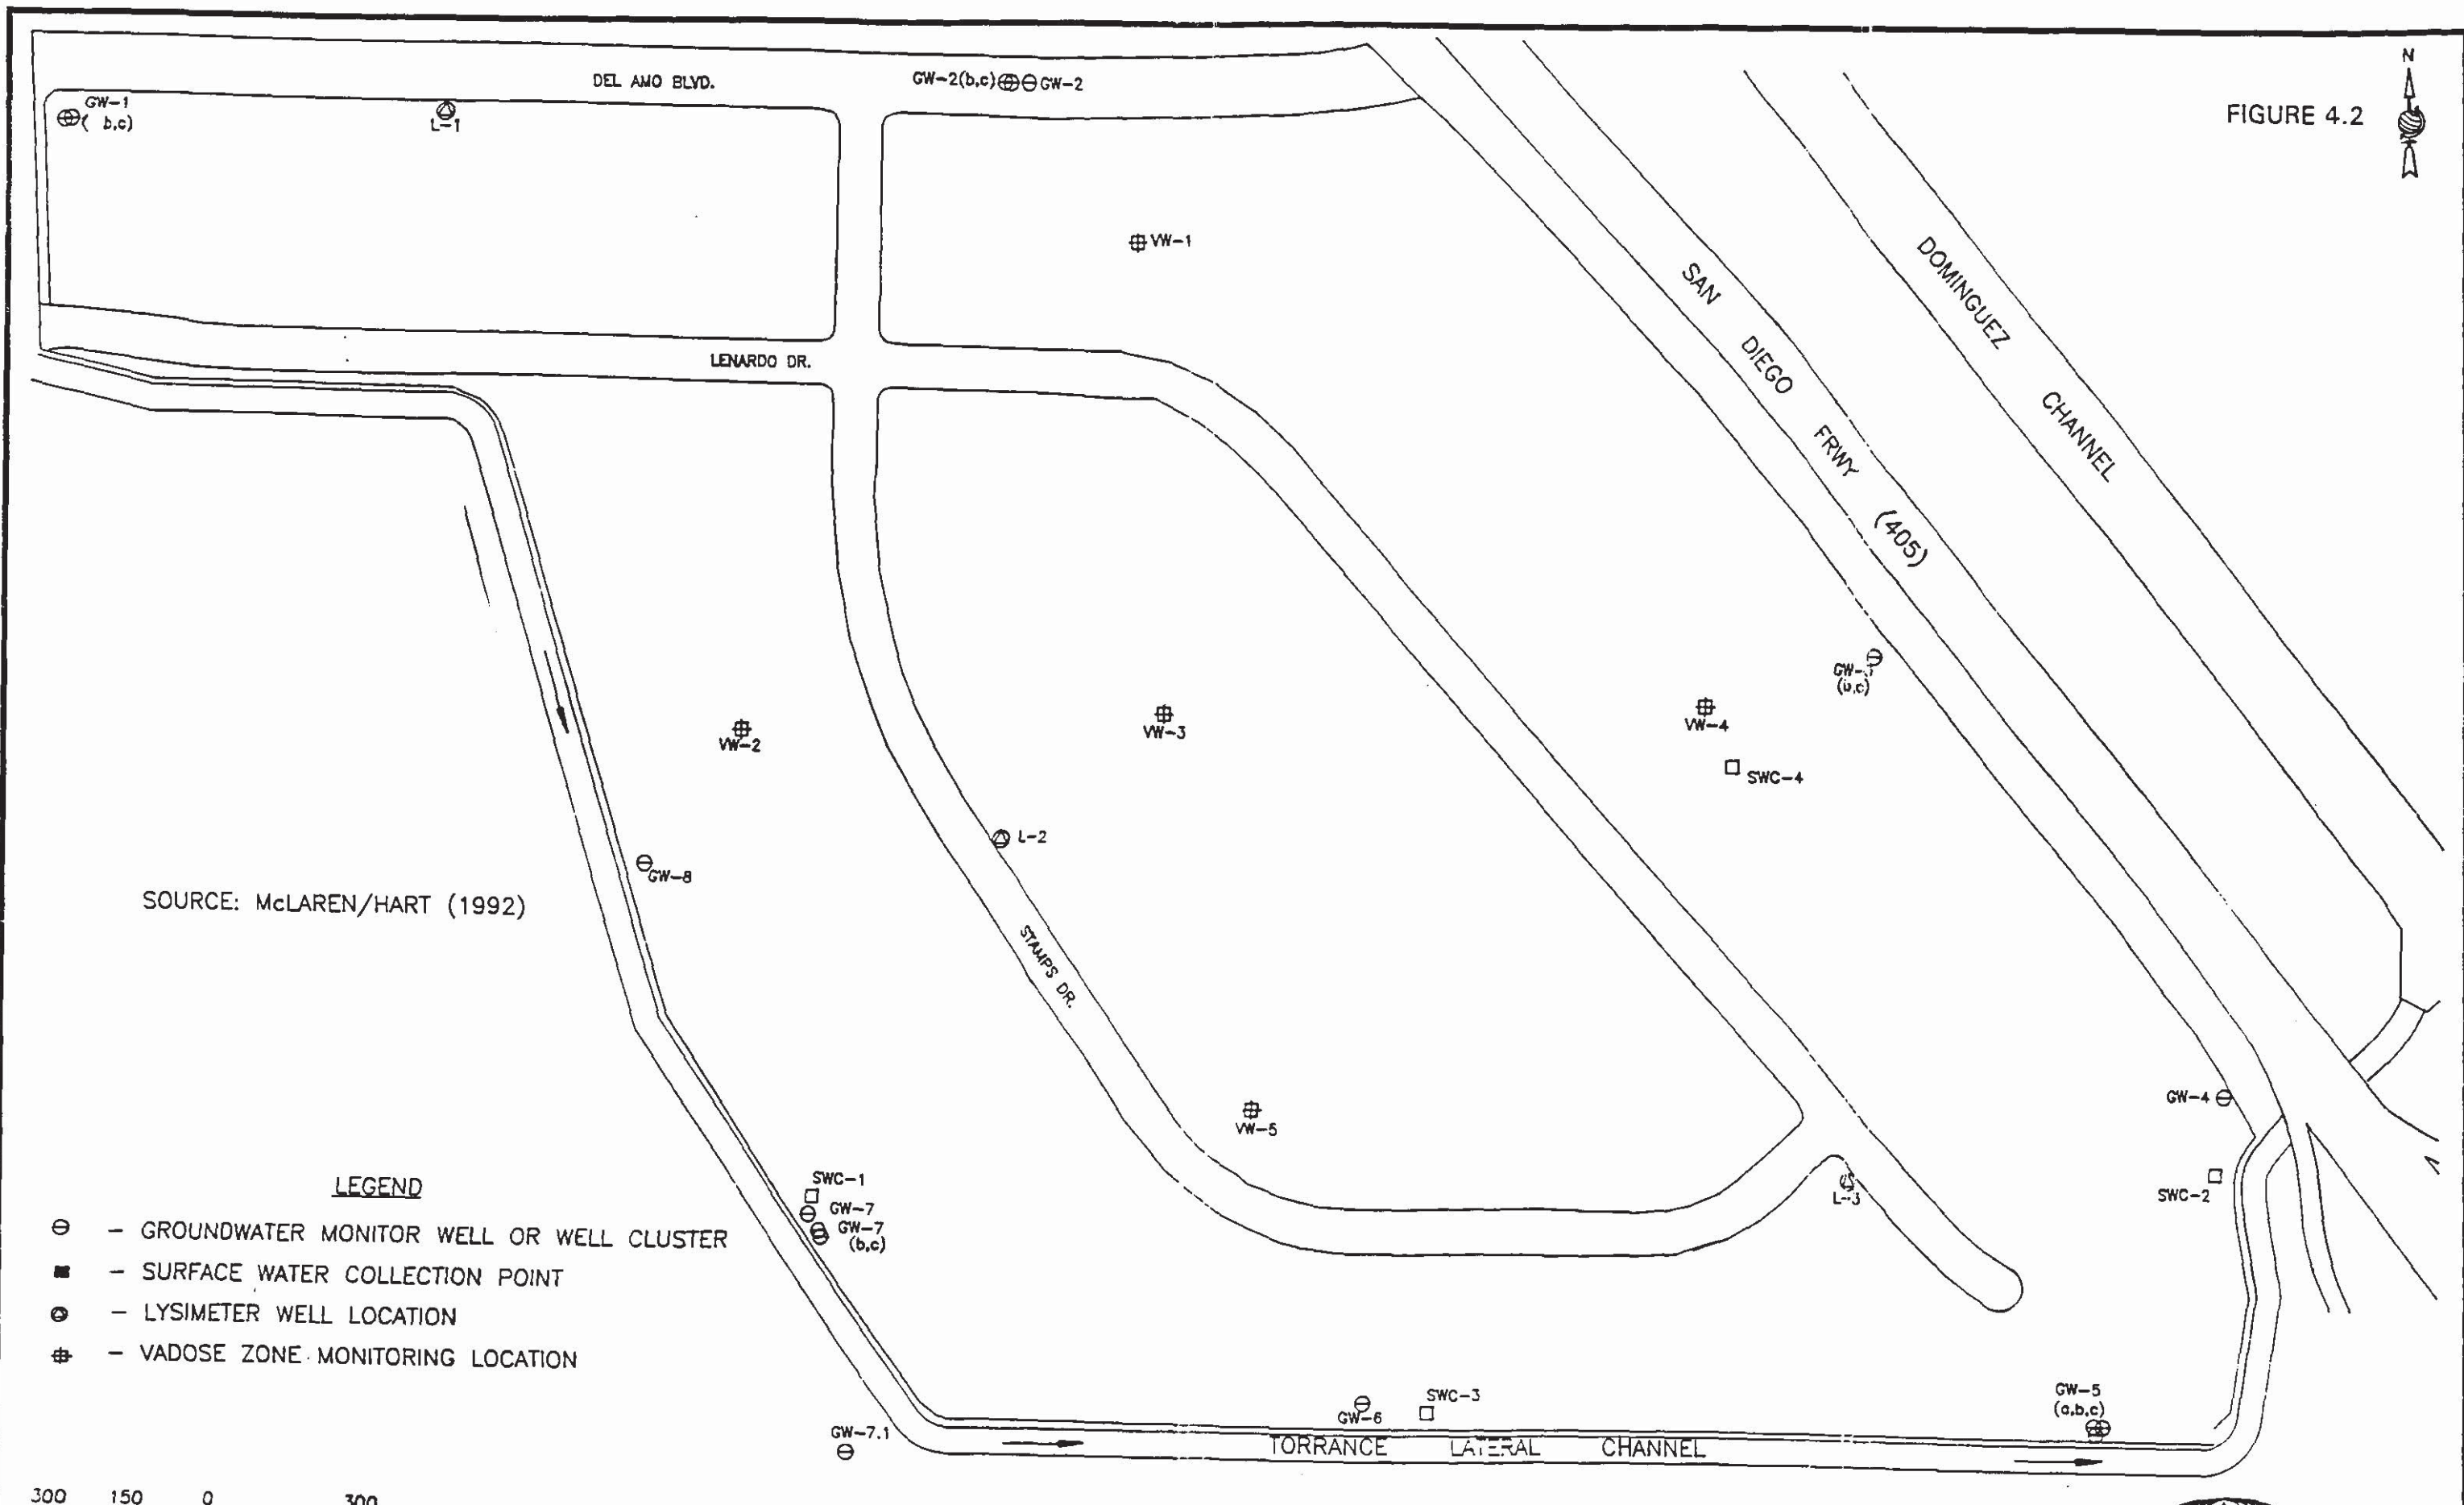 N
FIGURE 4.2
DEL AMO BLVD.
GW-2(b,c)
GW-2
GW-1
( b,c)
L-1
VW-1
LENARDO DR.
SAN DIEGO FRWY (405)
DOMINGUEZ CHANNEL
GW-
(b,c)
VW-2
VW-3
VW-4
SWC-4
L-2
GW-8
SOURCE: McLAREN/HART (1992)
STAMPS DR.
GW-4
VW-5
SWC-1
GW-7
GW-7
(b,c)
L-3
SWC-2
LEGEND
- GROUNDWATER MONITOR WELL OR WELL CLUSTER
- SURFACE WATER COLLECTION POINT
- LYSIMETER WELL LOCATION
- VADOSE ZONE MONITORING LOCATION
GW-7.1
GW-6
SWC-3
GW-5
(a,b,c)
TORRANCE LATERAL CHANNEL
300 150 0 300